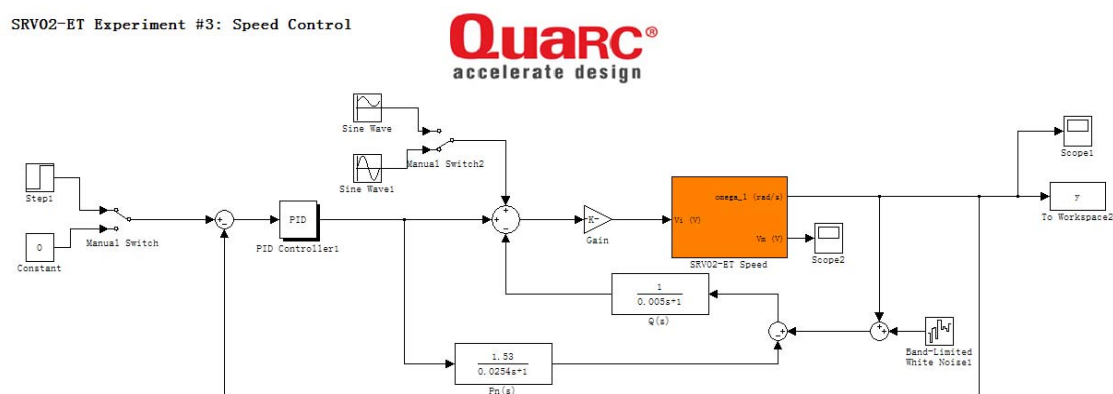 SRV02-ET Experiment #3: Speed Control
QUARC®
accelerate design
Sine Wave
Manual Switch2
Sine Wave1
Scope1
Step1
omega_l (rad/s)
y
To Workspace2
PID
-K-
Vi (V)
Gain
Manual Switch
0
Constant
PID Controller1
Vm (V)
Scope2
SRV02-ET Speed
1
0.005s+1
Q(s)
Band-Limited
White Noise1
1.53
0.0254s+1
Pn(s)